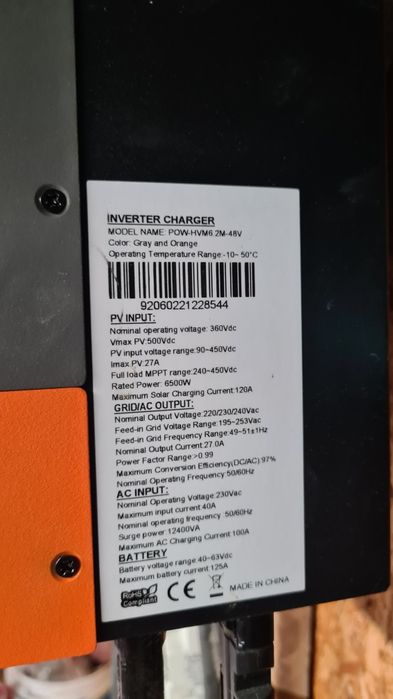 INVERTER CHARGER
MODEL NAME: POW-HVM6.2M-48V
Color: Gray and Orange
Operating Temperature Range:-10~ 50°C
92060221228544
PV INPUT:
Nominal operating voltage: 360Vdc
Vmax PV:500Vdc
PV input voltage range:90~450Vdc
Imax PV:27A
Full load MPPT range:240~450Vdc
Rated Power: 6500W
Maximum Solar Charging Current:120A
GRID/AC OUTPUT:
Nominal Output Voltage:220/230/240Vac
Feed-in Grid Voltage Range:195~253Vac
Feed-in Grid Frequency Range:49~51±1Hz
Nominal Output Current:27.0A
Power Factor Range:>0.99
Maximum Conversion Efficiency(DC/AC):97%
Nominal Operating Frequency:50/60Hz
AC INPUT:
Nominal Operating Voltage:230Vac
Maximum input current:40A
Nominal operating frequency :50/60Hz
Surge power:12400VA
Maximum AC Charging Current:100A
BATTERY
Battery voltage range:40~63Vdc
Maximum battery current:125A
RoHS
Compliant
CE
MADE IN CHINA